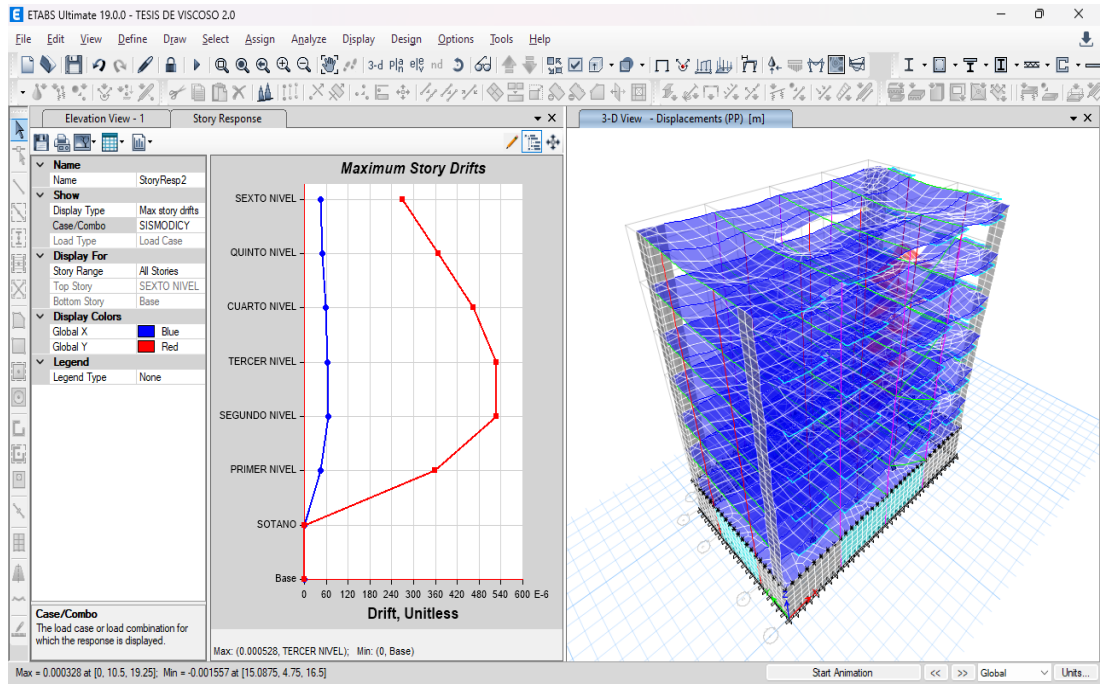 ETABS Ultimate 19.0.0 - TESIS DE VISCOSO 2.0
File Edit View Define Draw Select Assign Analyze Display Design Options Tools Help
3-d
nd
Elevation View - 1 Story Response
3-D View - Displacements (PP) [m]
Name
Name StoryResp2
Show
Display Type Max story drifts
Case/Combo SISMODICY
Load Type Load Case
Display For
Story Range All Stories
Top Story SEXTO NIVEL
Bottom Story Base
Display Colors
Global X Blue
Global Y Red
Legend
Legend Type None
Case/Combo
The load case or load combination for
which the response is displayed.
Maximum Story Drifts
SEXTO NIVEL
QUINTO NIVEL
CUARTO NIVEL
TERCER NIVEL
SEGUNDO NIVEL
PRIMER NIVEL
SOTANO
Base
0 60 120 180 240 300 360 420 480 540 600 E-6
Drift, Unitless
Max: (0.000528, TERCER NIVEL); Min: (0, Base)
Max = 0.000328 at [0, 10.5, 19.25]; Min = -0.001557 at [15.0875, 4.75, 16.5]
Start Animation << >> Global Units...